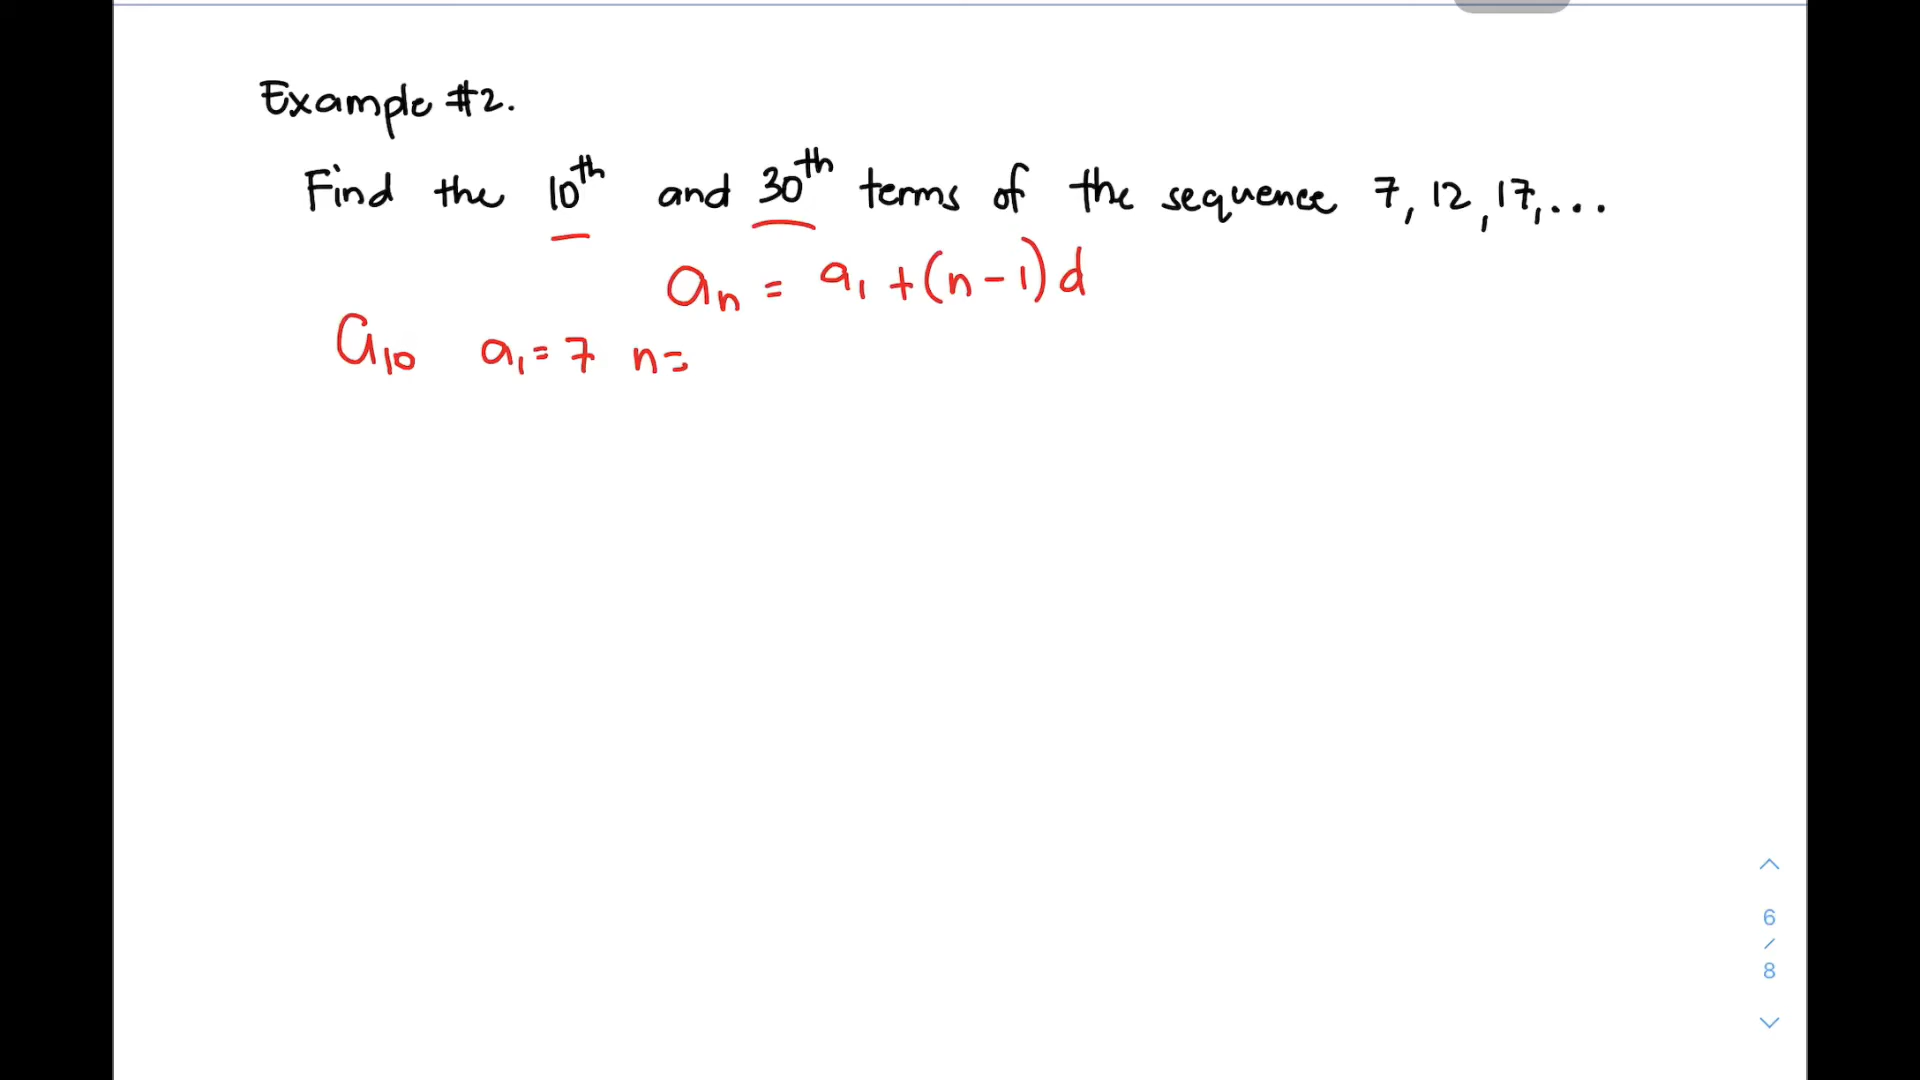 Example #2.
Find the 10th and 30th terms of the sequence 7, 12, 17, ...
an = a1 + (n - 1) d
a10 a1 = 7 n =
6
/
8